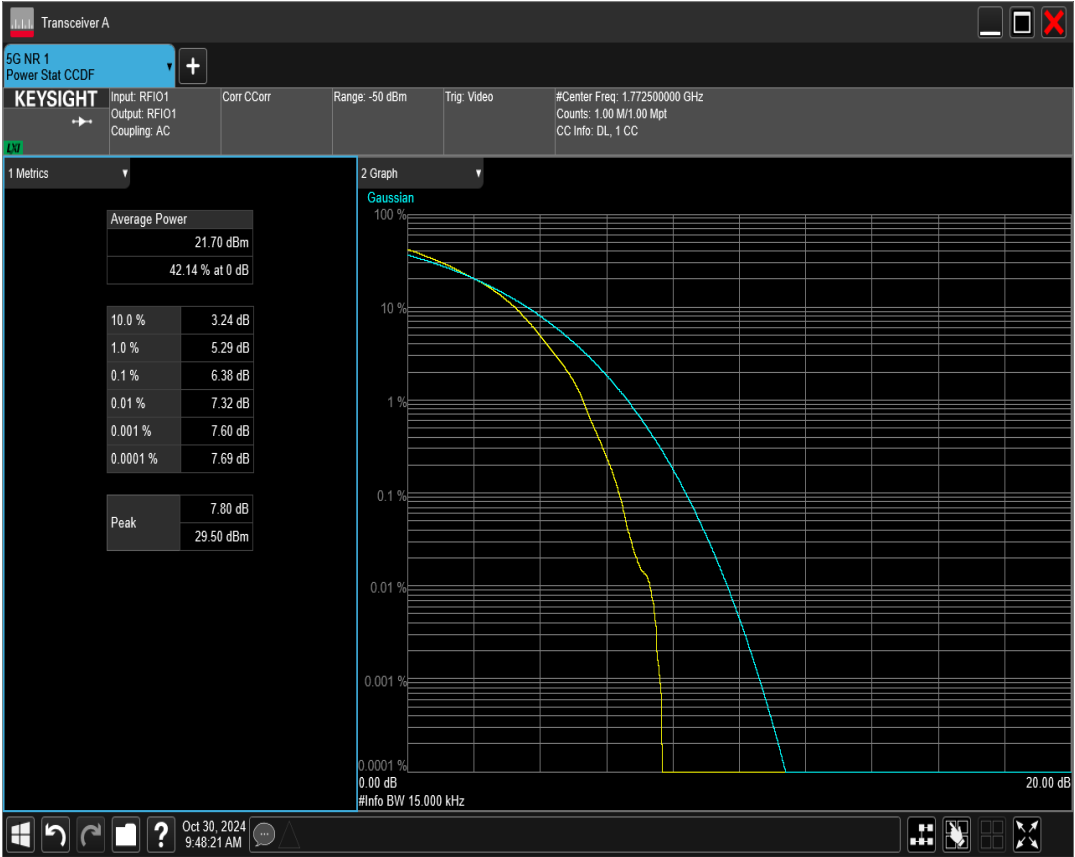 Transceiver A
5G NR 1
Power Stat CCDF
KEYSIGHT
LXI
Input: RFIO1
Output: RFIO1
Coupling: AC
Corr CCorr
Range: -50 dBm
Trig: Video
#Center Freq: 1.772500000 GHz
Counts: 1.00 M/1.00 Mpt
CC Info: DL, 1 CC
1 Metrics
Average Power
21.70 dBm
42.14 % at 0 dB
10.0 % 3.24 dB
1.0 % 5.29 dB
0.1 % 6.38 dB
0.01 % 7.32 dB
0.001 % 7.60 dB
0.0001 % 7.69 dB
Peak
7.80 dB
29.50 dBm
2 Graph
Gaussian
100 %
10 %
1 %
0.1 %
0.01 %
0.001 %
0.0001 %
0.00 dB 20.00 dB
#Info BW 15.000 kHz
?
Oct 30, 2024
9:48:21 AM